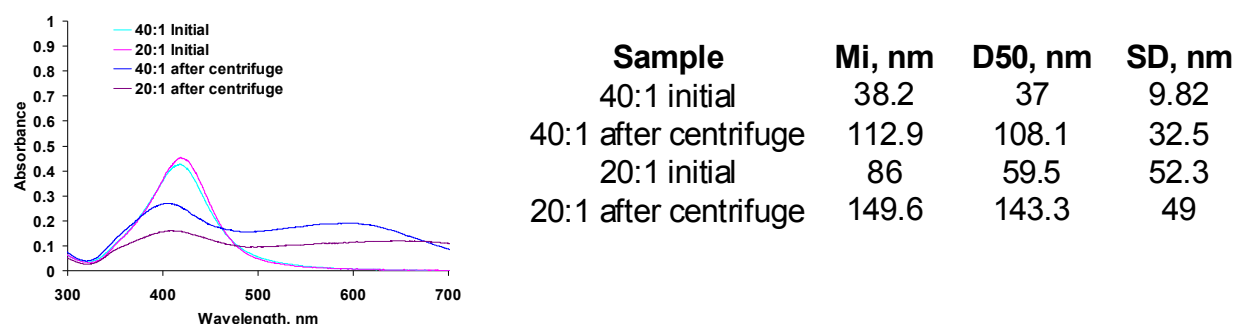 1
0.9
0.8
0.7
0.6
0.5
0.4
0.3
0.2
0.1
0
Absorbance
40:1 Initial
20:1 Initial
40:1 after centrifuge
20:1 after centrifuge
300 400 500 600 700
Wavelength, nm
Sample Mi, nm D50, nm SD, nm
40:1 initial 38.2 37 9.82
40:1 after centrifuge 112.9 108.1 32.5
20:1 initial 86 59.5 52.3
20:1 after centrifuge 149.6 143.3 49